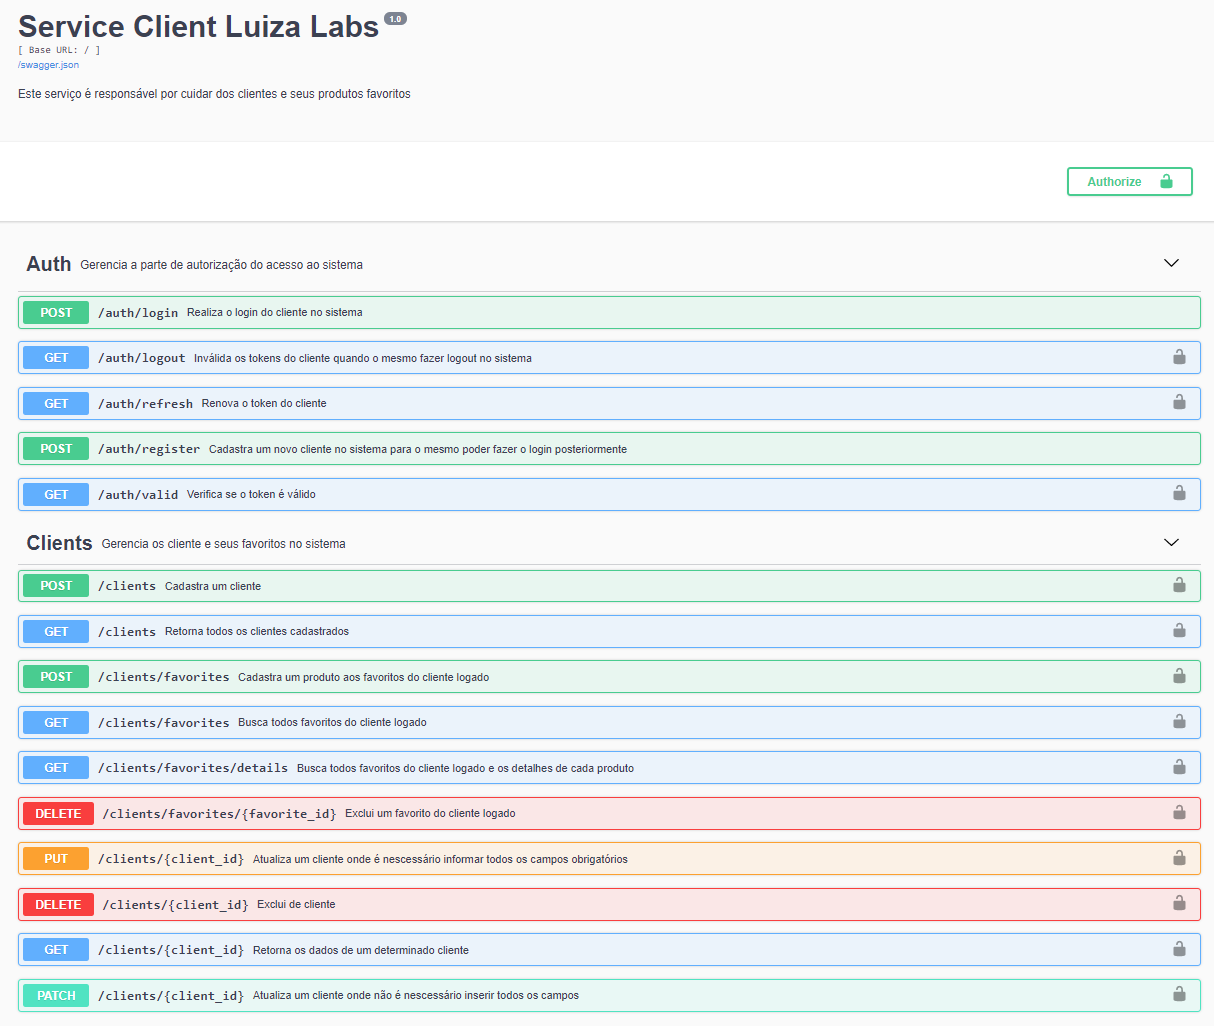 Service Client Luiza Labs 1.0
[ Base URL: / ]
/swagger.json
Este serviço é responsável por cuidar dos clientes e seus produtos favoritos
Authorize
Auth Gerencia a parte de autorização do acesso ao sistema
POST /auth/login Realiza o login do cliente no sistema
GET /auth/logout Inválida os tokens do cliente quando o mesmo fazer logout no sistema
GET /auth/refresh Renova o token do cliente
POST /auth/register Cadastra um novo cliente no sistema para o mesmo poder fazer o login posteriormente
GET /auth/valid Verifica se o token é válido
Clients Gerencia os cliente e seus favoritos no sistema
POST /clients Cadastra um cliente
GET /clients Retorna todos os clientes cadastrados
POST /clients/favorites Cadastra um produto aos favoritos do cliente logado
GET /clients/favorites Busca todos favoritos do cliente logado
GET /clients/favorites/details Busca todos favoritos do cliente logado e os detalhes de cada produto
DELETE /clients/favorites/{favorite_id} Exclui um favorito do cliente logado
PUT /clients/{client_id} Atualiza um cliente onde é nescessário informar todos os campos obrigatórios
DELETE /clients/{client_id} Exclui de cliente
GET /clients/{client_id} Retorna os dados de um determinado cliente
PATCH /clients/{client_id} Atualiza um cliente onde não é nescessário inserir todos os campos